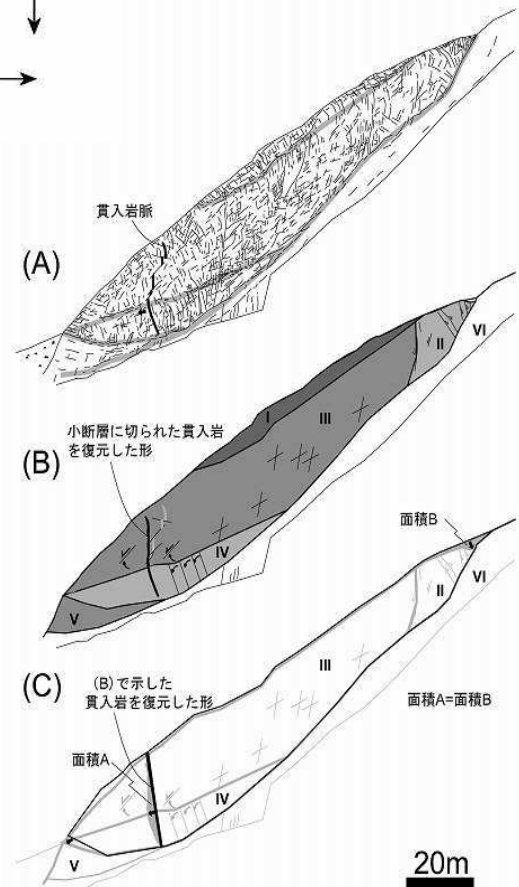 貫入岩脈
(A)
VI
II
I
III
小断層に切られた貫入岩
を復元した形
(B)
IV
V
面積B
VI
II
III
(C)
(B)で示した
貫入岩を復元した形
面積A=面積B
面積A
IV
V
20m